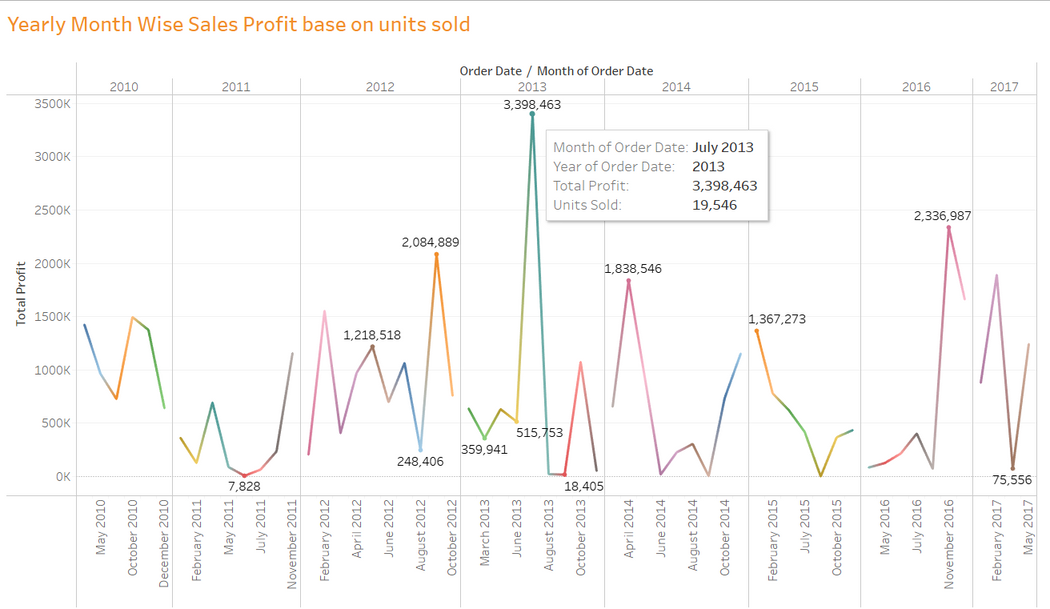 Yearly Month Wise Sales Profit base on units sold
Order Date / Month of Order Date
2010 2011 2012 2013 2014 2015 2016 2017
3500K
3,398,463
Month of Order Date: July 2013
Year of Order Date: 2013
Total Profit: 3,398,463
Units Sold: 19,546
3000K
2500K
2,336,987
2,084,889
2000K
1,838,546
Total Profit
1500K
1,218,518
1,367,273
1000K
500K
515,753
359,941
248,406
0K
7,828
18,405
75,556
May 2010
October 2010
December 2010
February 2011
May 2011
July 2011
November 2011
February 2012
April 2012
June 2012
August 2012
October 2012
March 2013
June 2013
August 2013
October 2013
April 2014
June 2014
August 2014
October 2014
February 2015
July 2015
October 2015
May 2016
July 2016
November 2016
February 2017
May 2017